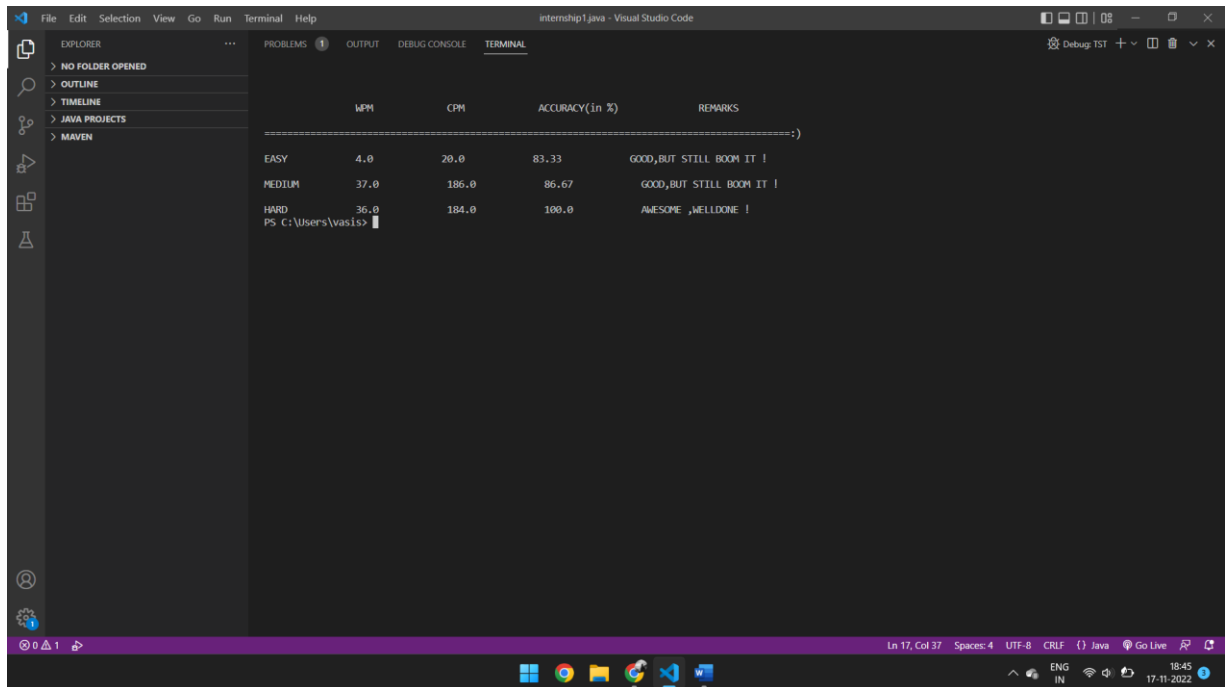 File Edit Selection View Go Run Terminal Help internship1.java - Visual Studio Code
EXPLORER
NO FOLDER OPENED
OUTLINE
TIMELINE
JAVA PROJECTS
MAVEN
PROBLEMS 1 OUTPUT DEBUG CONSOLE TERMINAL Debug: TST
WPM CPM ACCURACY(in %) REMARKS
============================================================================================:)
EASY 4.0 20.0 83.33 GOOD,BUT STILL BOOM IT !
MEDIUM 37.0 186.0 86.67 GOOD,BUT STILL BOOM IT !
HARD 36.0 184.0 100.0 AWESOME ,WELLDONE !
PS C:\Users\vasis>
1
0 1 Ln 17, Col 37 Spaces: 4 UTF-8 CRLF {} Java Go Live
W ENG 18:45
IN 17-11-2022 3